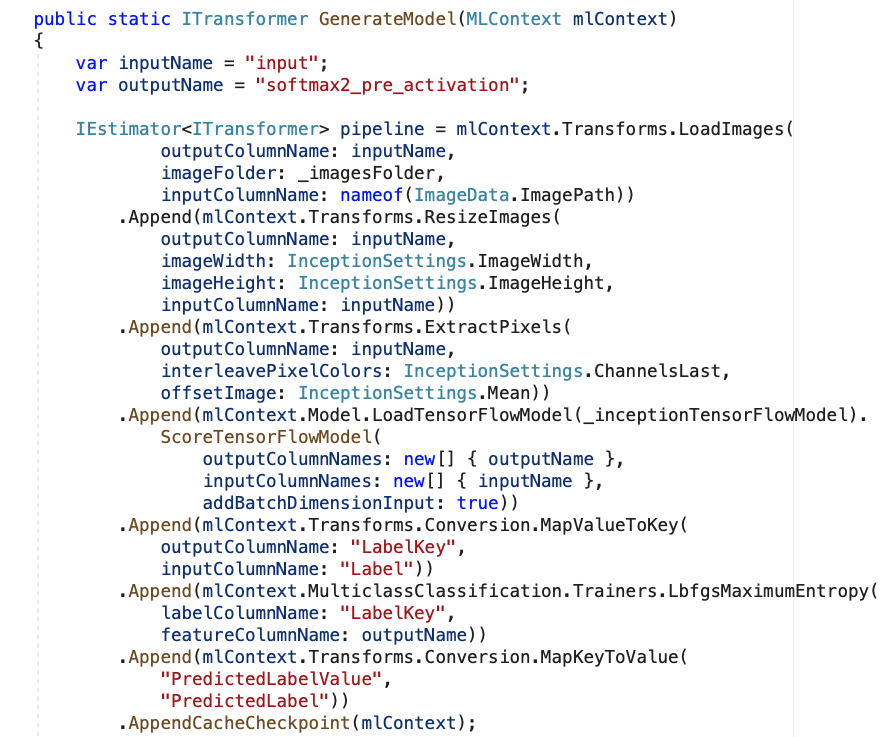 public static ITransformer GenerateModel(MLContext mlContext)
{
    var inputName = "input";
    var outputName = "softmax2_pre_activation";

    IEstimator<ITransformer> pipeline = mlContext.Transforms.LoadImages(
            outputColumnName: inputName,
            imageFolder: _imagesFolder,
            inputColumnName: nameof(ImageData.ImagePath))
        .Append(mlContext.Transforms.ResizeImages(
            outputColumnName: inputName,
            imageWidth: InceptionSettings.ImageWidth,
            imageHeight: InceptionSettings.ImageHeight,
            inputColumnName: inputName))
        .Append(mlContext.Transforms.ExtractPixels(
            outputColumnName: inputName,
            interleavePixelColors: InceptionSettings.ChannelsLast,
            offsetImage: InceptionSettings.Mean))
        .Append(mlContext.Model.LoadTensorFlowModel(_inceptionTensorFlowModel).
            ScoreTensorFlowModel(
                outputColumnNames: new[] { outputName },
                inputColumnNames: new[] { inputName },
                addBatchDimensionInput: true))
        .Append(mlContext.Transforms.Conversion.MapValueToKey(
            outputColumnName: "LabelKey",
            inputColumnName: "Label"))
        .Append(mlContext.MulticlassClassification.Trainers.LbfgsMaximumEntropy(
            labelColumnName: "LabelKey",
            featureColumnName: outputName))
        .Append(mlContext.Transforms.Conversion.MapKeyToValue(
            "PredictedLabelValue",
            "PredictedLabel"))
        .AppendCacheCheckpoint(mlContext);